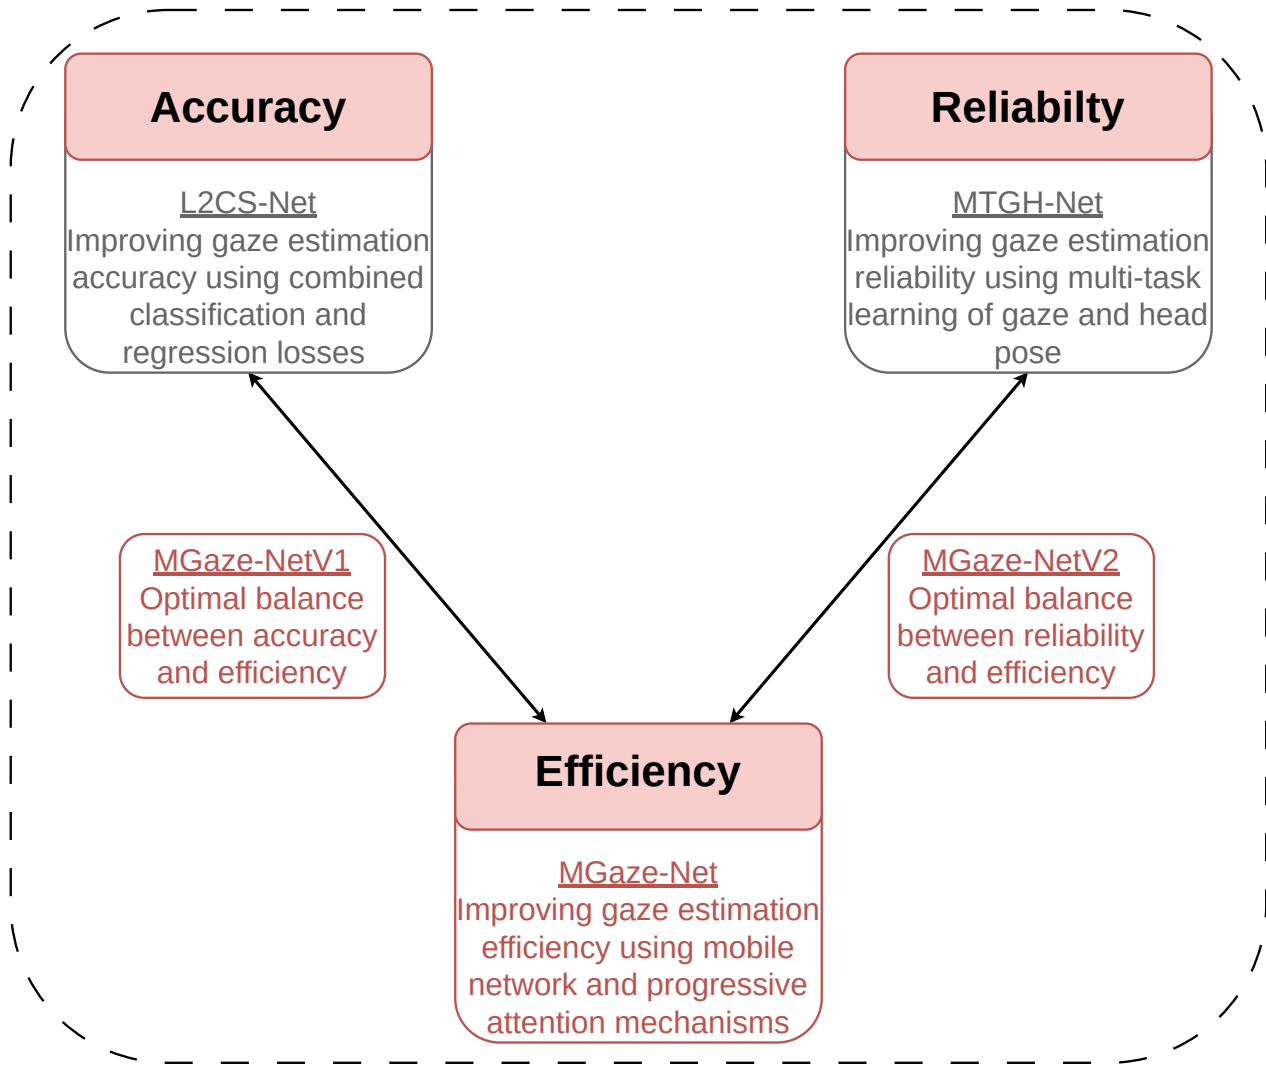 Accuracy
L2CS-Net
Improving gaze estimation
accuracy using combined
classification and
regression losses
Reliabilty
MTGH-Net
Improving gaze estimation
reliability using multi-task
learning of gaze and head
pose
MGaze-NetV1
Optimal balance
between accuracy
and efficiency
MGaze-NetV2
Optimal balance
between reliability
and efficiency
Efficiency
MGaze-Net
Improving gaze estimation
efficiency using mobile
network and progressive
attention mechanisms